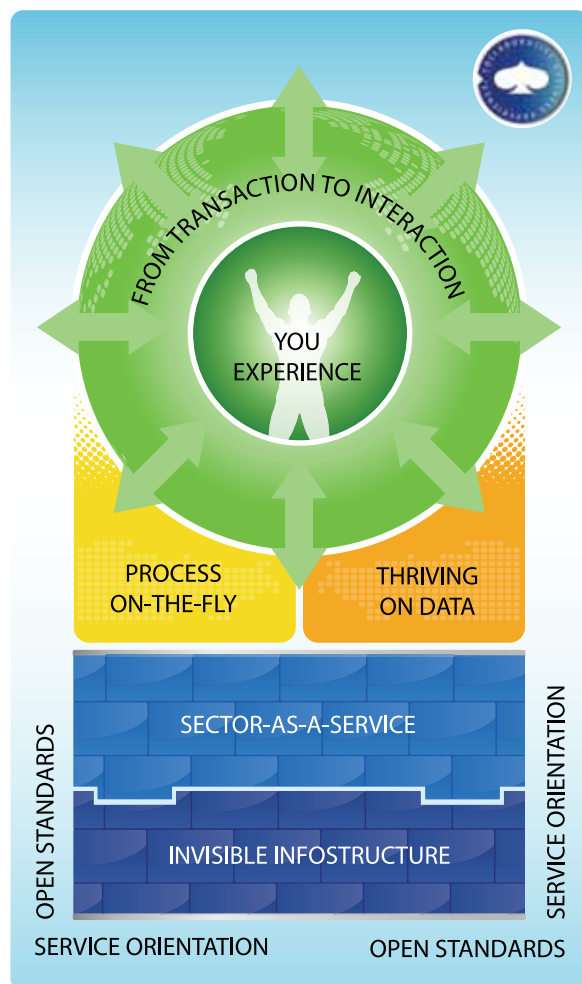 FROM TRANSACTION TO INTERACTION
YOU
EXPERIENCE
PROCESS
ON-THE-FLY
THRIVING
ON DATA
SECTOR-AS-A-SERVICE
INVISIBLE INFOSTRUCTURE
OPEN STANDARDS
SERVICE ORIENTATION
SERVICE ORIENTATION
OPEN STANDARDS